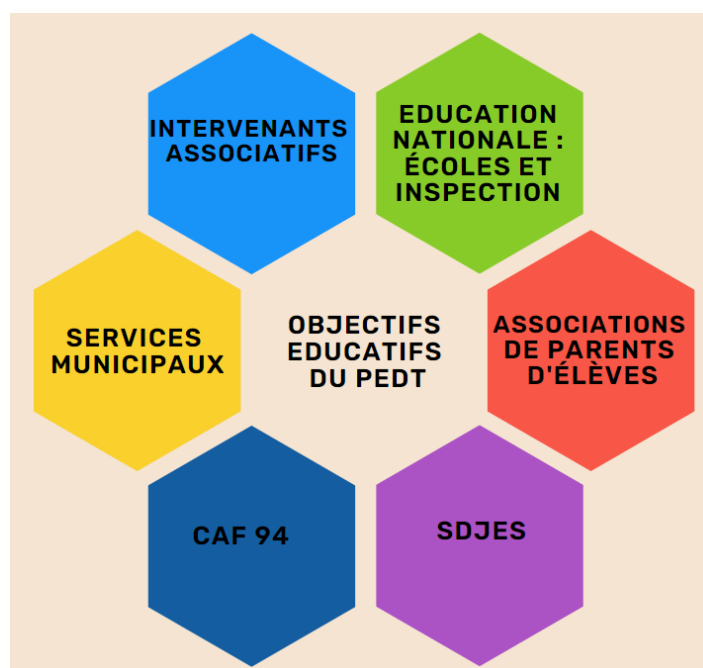 INTERVENANTS
ASSOCIATIFS
EDUCATION
NATIONALE :
ÉCOLES ET
INSPECTION
SERVICES
MUNICIPAUX
OBJECTIFS
EDUCATIFS
DU PEDT
ASSOCIATIONS
DE PARENTS
D'ÉLÈVES
CAF 94
SDJES